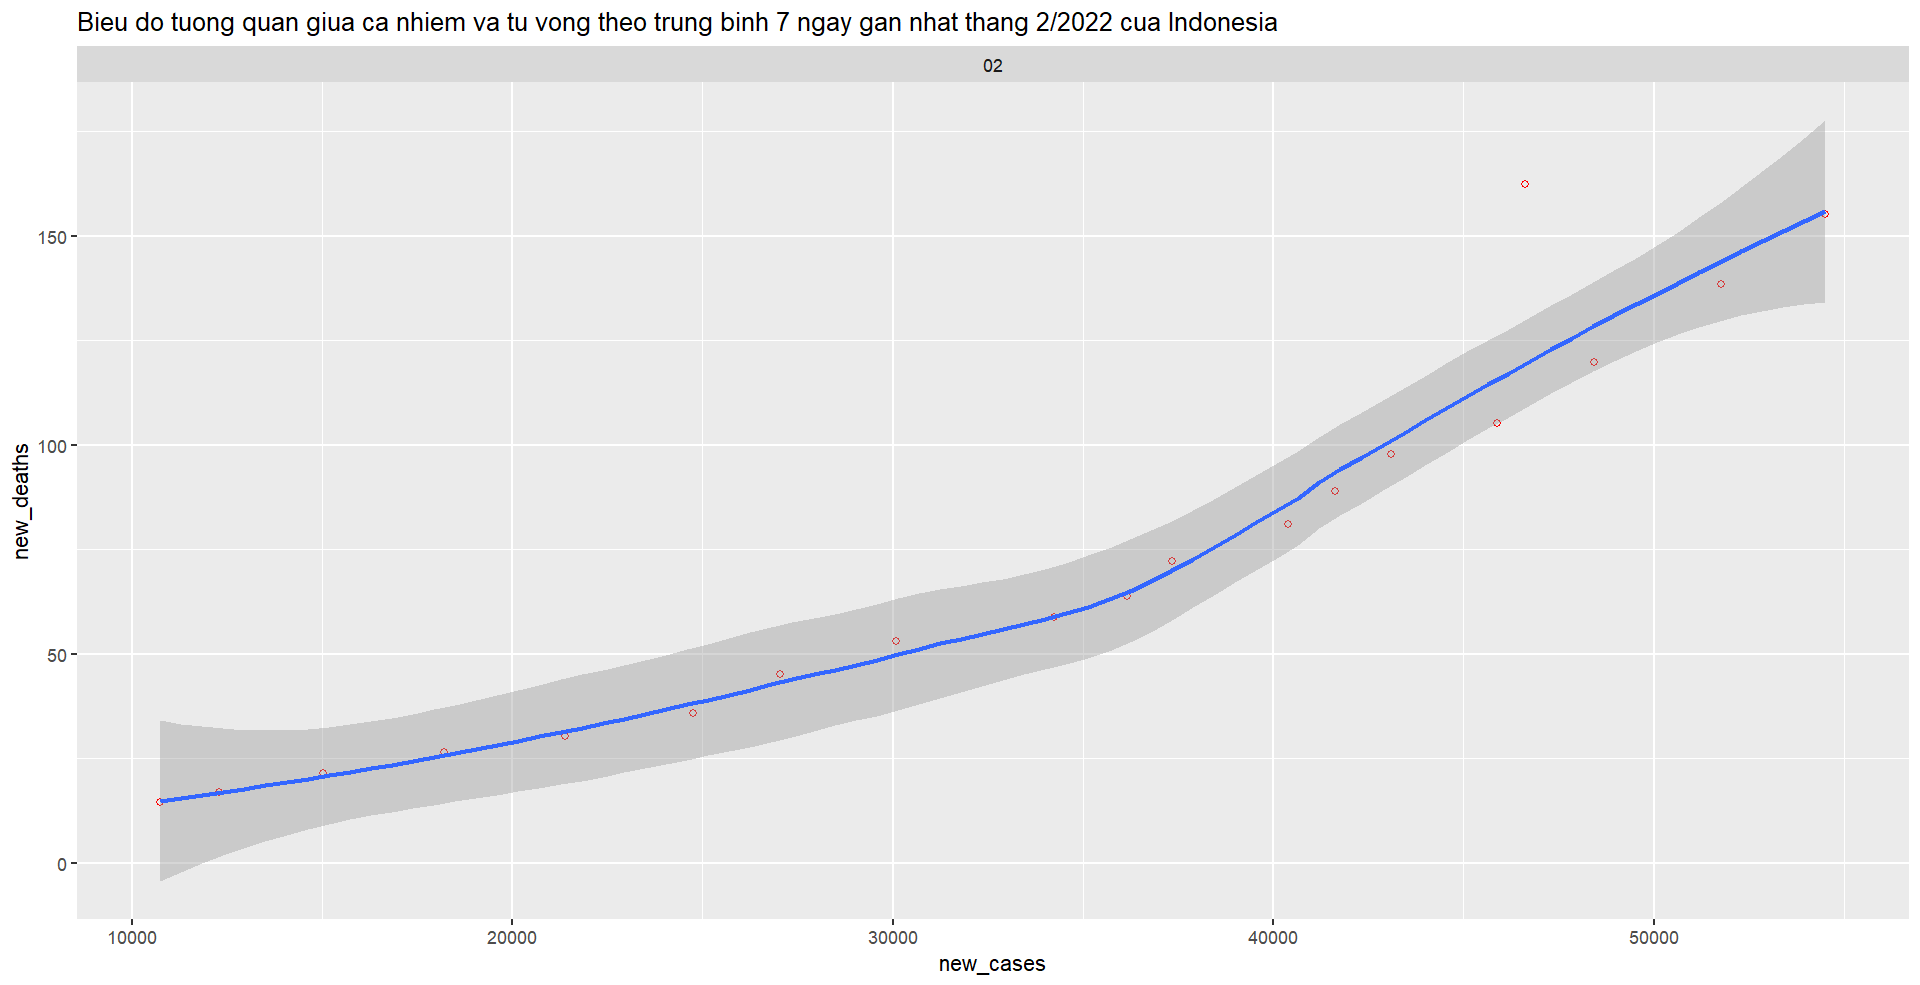 Bieu do tuong quan giua ca nhiem va tu vong theo trung binh 7 ngay gan nhat thang 2/2022 cua Indonesia
02
150
100
50
0
new_deaths
10000 20000 30000 40000 50000
new_cases